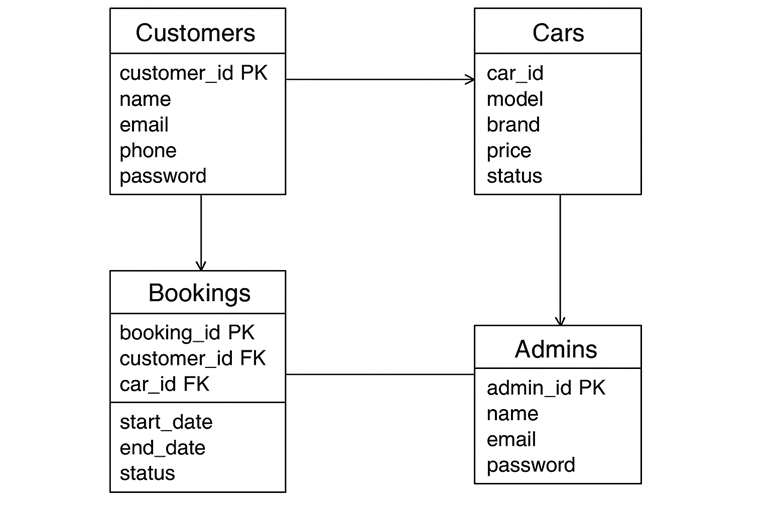 Customers
customer_id PK
name
email
phone
password
Cars
car_id
model
brand
price
status
Bookings
booking_id PK
customer_id FK
car_id FK
start_date
end_date
status
Admins
admin_id PK
name
email
password